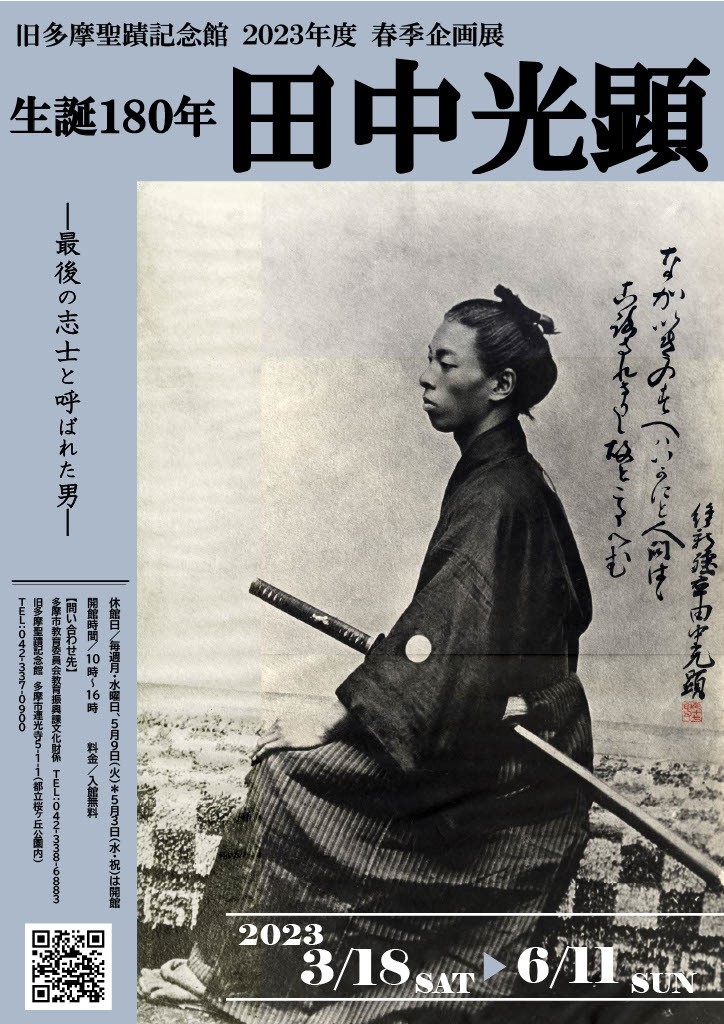 旧多摩聖蹟記念館 2023年度 春季企画展
生誕180年 田中光顕
―最後の志士と呼ばれた男―
休館日／毎週月・水曜日、5月9日(火)＊5月3日(水・祝)は開館
開館時間／10時～16時　料金／入館無料
【問い合わせ先】
多摩市教育委員会教育振興課文化財係 TEL:042-338-6883
旧多摩聖蹟記念館 多摩市連光寺5-1-1(都立桜ヶ丘公園内)
TEL:042-337-0900
田中光顕
2023
3/18 SAT ▶ 6/11 SUN